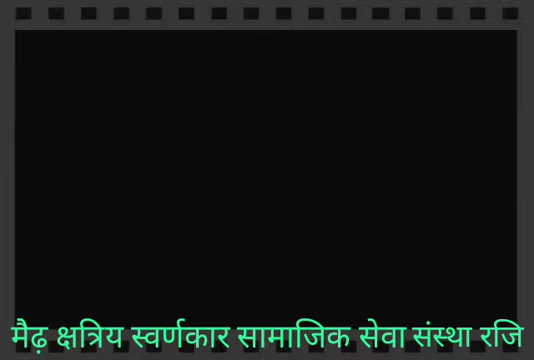 मैढ़ क्षत्रिय स्वर्णकार सामाजिक सेवा संस्था रजि